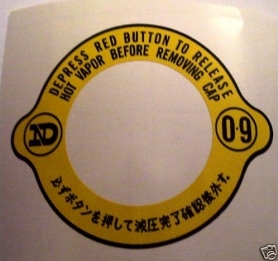 DEPRESS RED BUTTON TO RELEASE
HOT VAPOR BEFORE REMOVING CAP
ND
0·9
必ずボタンを押して減圧完了確認後外す.